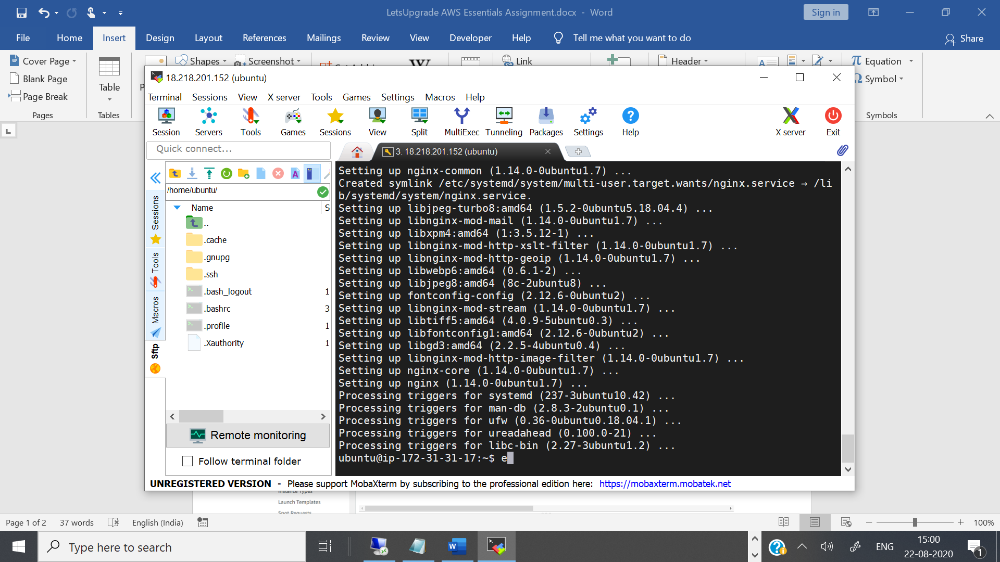 LetsUpgrade AWS Essentials Assignment.docx - Word
Sign in
File Home Insert Design Layout References Mailings Review View Developer Help Tell me what you want to do
Share
Cover Page
Blank Page
Page Break
Pages
Table
Tables
Shapes
Screenshot
Link
Header
Equation
Symbol
Symbols
18.218.201.152 (ubuntu)
Terminal Sessions View X server Tools Games Settings Macros Help
Session Servers Tools Games Sessions View Split MultiExec Tunneling Packages Settings Help
X server Exit
Quick connect...
3. 18.218.201.152 (ubuntu)
/home/ubuntu/
Name S
..
.cache
.gnupg
.ssh
.bash_logout 1
.bashrc 3
.profile 1
.Xauthority 1
Sessions
Tools
Macros
Sftp
Remote monitoring
Follow terminal folder
Setting up nginx-common (1.14.0-0ubuntu1.7) ...
Created symlink /etc/systemd/system/multi-user.target.wants/nginx.service → /li
b/systemd/system/nginx.service.
Setting up libjpeg-turbo8:amd64 (1.5.2-0ubuntu5.18.04.4) ...
Setting up libnginx-mod-mail (1.14.0-0ubuntu1.7) ...
Setting up libxpm4:amd64 (1:3.5.12-1) ...
Setting up libnginx-mod-http-xslt-filter (1.14.0-0ubuntu1.7) ...
Setting up libnginx-mod-http-geoip (1.14.0-0ubuntu1.7) ...
Setting up libwebp6:amd64 (0.6.1-2) ...
Setting up libjpeg8:amd64 (8c-2ubuntu8) ...
Setting up fontconfig-config (2.12.6-0ubuntu2) ...
Setting up libnginx-mod-stream (1.14.0-0ubuntu1.7) ...
Setting up libtiff5:amd64 (4.0.9-5ubuntu0.3) ...
Setting up libfontconfig1:amd64 (2.12.6-0ubuntu2) ...
Setting up libgd3:amd64 (2.2.5-4ubuntu0.4) ...
Setting up libnginx-mod-http-image-filter (1.14.0-0ubuntu1.7) ...
Setting up nginx-core (1.14.0-0ubuntu1.7) ...
Setting up nginx (1.14.0-0ubuntu1.7) ...
Processing triggers for systemd (237-3ubuntu10.42) ...
Processing triggers for man-db (2.8.3-2ubuntu0.1) ...
Processing triggers for ufw (0.36-0ubuntu0.18.04.1) ...
Processing triggers for ureadahead (0.100.0-21) ...
Processing triggers for libc-bin (2.27-3ubuntu1.2) ...
ubuntu@ip-172-31-31-17:~$ e
UNREGISTERED VERSION - Please support MobaXterm by subscribing to the professional edition here: https://mobaxterm.mobatek.net
Instance Types
Launch Templates
Spot Requests
Page 1 of 2 37 words English (India) 100%
Type here to search
ENG
15:00
22-08-2020
1